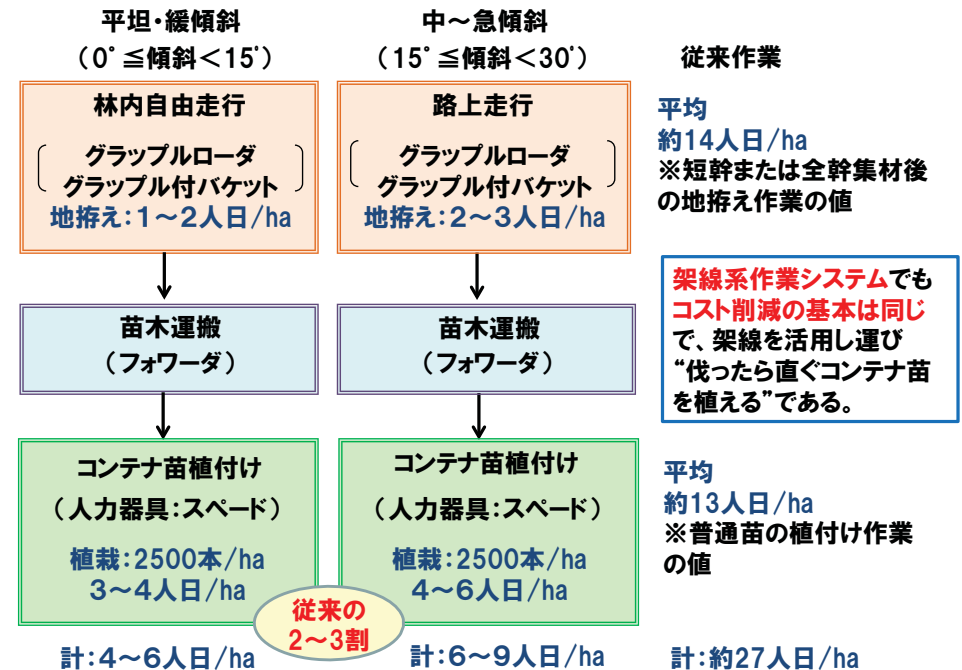 平坦・緩傾斜
（0°≦傾斜＜15°）
林内自由走行
グラップルローダ
グラップル付バケット
地拵え：1～2人日/ha
苗木運搬
（フォワーダ）
コンテナ苗植付け
（人力器具：スペード）
植栽：2500本/ha
3～4人日/ha
計：4～6人日/ha
中～急傾斜
（15°≦傾斜＜30°）
路上走行
グラップルローダ
グラップル付バケット
地拵え：2～3人日/ha
苗木運搬
（フォワーダ）
コンテナ苗植付け
（人力器具：スペード）
植栽：2500本/ha
4～6人日/ha
計：6～9人日/ha
従来の
2～3割
従来作業
平均
約14人日/ha
※短幹または全幹集材後
の地拵え作業の値
架線系作業システムでも
コスト削減の基本は同じ
で、架線を活用し運び
“伐ったら直ぐコンテナ苗
を植える”である。
平均
約13人日/ha
※普通苗の植付け作業
の値
計：約27人日/ha